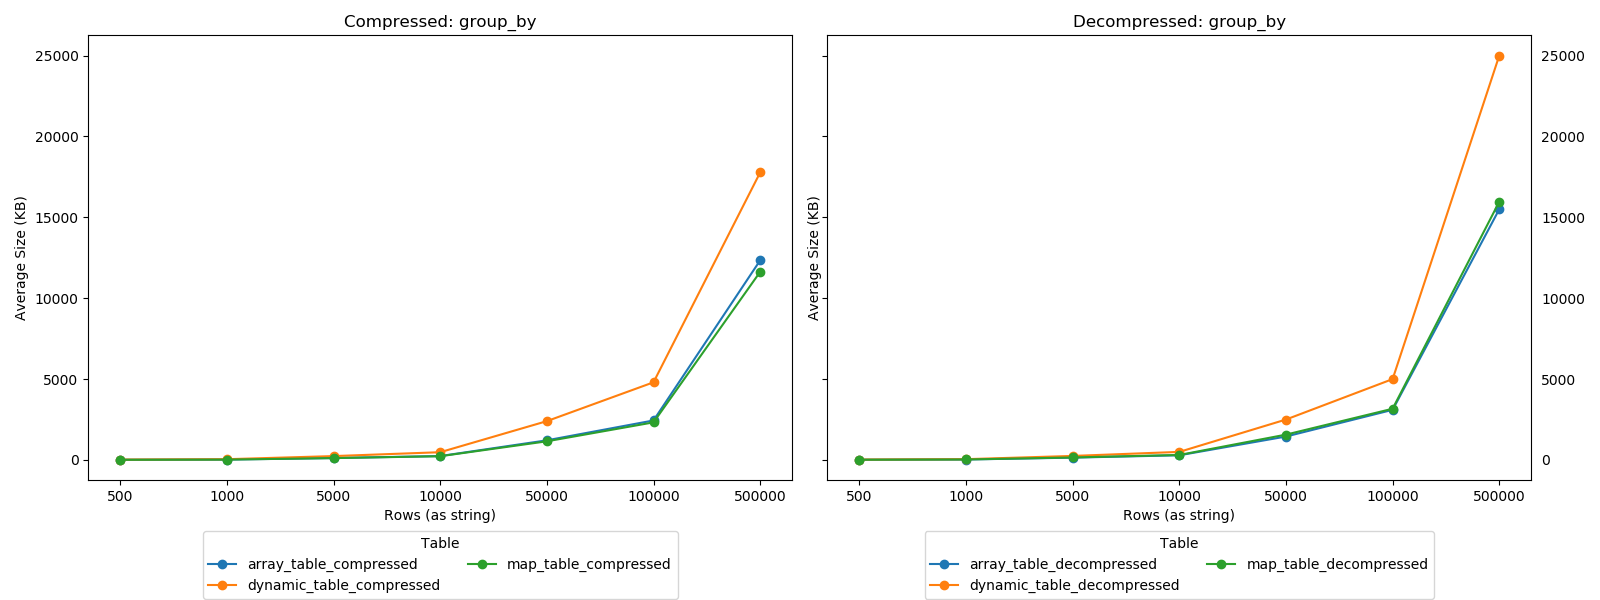 Compressed: group_by
25000
20000
15000
10000
5000
0
Average Size (KB)
500 1000 5000 10000 50000 100000 500000
Rows (as string)
Table
array_table_compressed map_table_compressed
dynamic_table_compressed
Decompressed: group_by
Average Size (KB)
25000
20000
15000
10000
5000
0
500 1000 5000 10000 50000 100000 500000
Rows (as string)
Table
array_table_decompressed map_table_decompressed
dynamic_table_decompressed